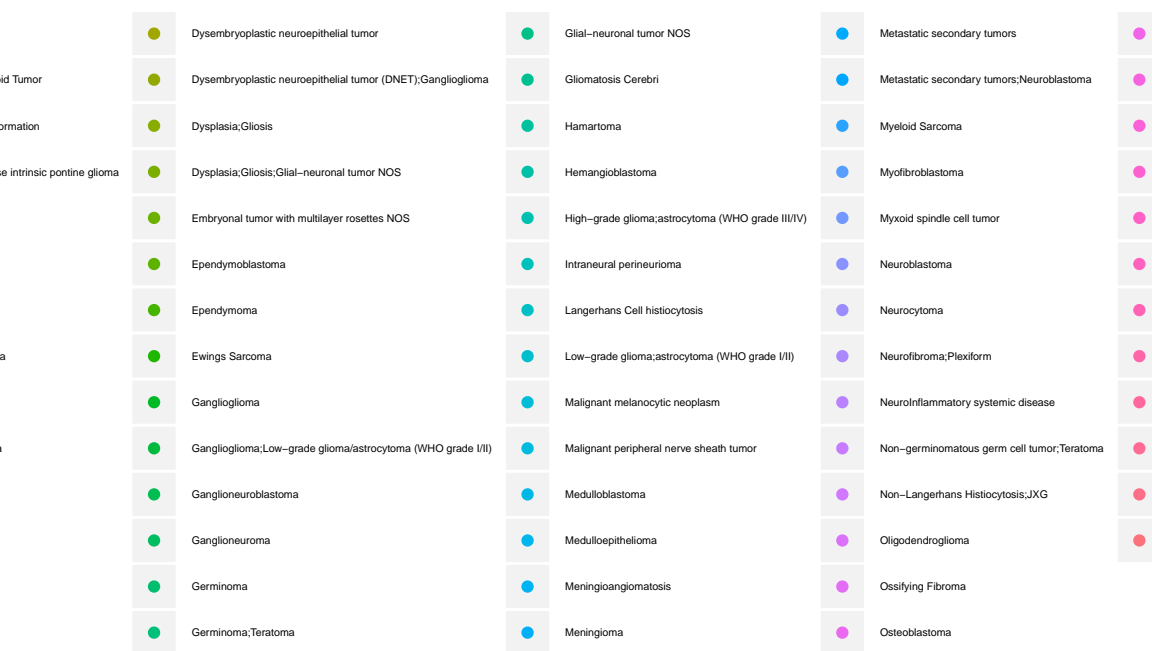 Dysembryoplastic neuroepithelial tumor
Glial−neuronal tumor NOS
Metastatic secondary tumors
Tumor
Dysembryoplastic neuroepithelial tumor (DNET);Ganglioglioma
Gliomatosis Cerebri
Metastatic secondary tumors;Neuroblastoma
Dysplasia;Gliosis
Hamartoma
Myeloid Sarcoma
intrinsic pontine glioma
Dysplasia;Gliosis;Glial−neuronal tumor NOS
Hemangioblastoma
Myofibroblastoma
Embryonal tumor with multilayer rosettes NOS
High−grade glioma;astrocytoma (WHO grade III/IV)
Myxoid spindle cell tumor
Ependymoblastoma
Intraneural perineurioma
Neuroblastoma
Ependymoma
Langerhans Cell histiocytosis
Neurocytoma
Ewings Sarcoma
Low−grade glioma;astrocytoma (WHO grade I/II)
Neurofibroma;Plexiform
Ganglioglioma
Malignant melanocytic neoplasm
NeuroInflammatory systemic disease
Ganglioglioma;Low−grade glioma/astrocytoma (WHO grade I/II)
Malignant peripheral nerve sheath tumor
Non−germinomatous germ cell tumor;Teratoma
Ganglioneuroblastoma
Medulloblastoma
Non−Langerhans Histiocytosis;JXG
Ganglioneuroma
Medulloepithelioma
Oligodendroglioma
Germinoma
Meningioangiomatosis
Ossifying Fibroma
Germinoma;Teratoma
Meningioma
Osteoblastoma